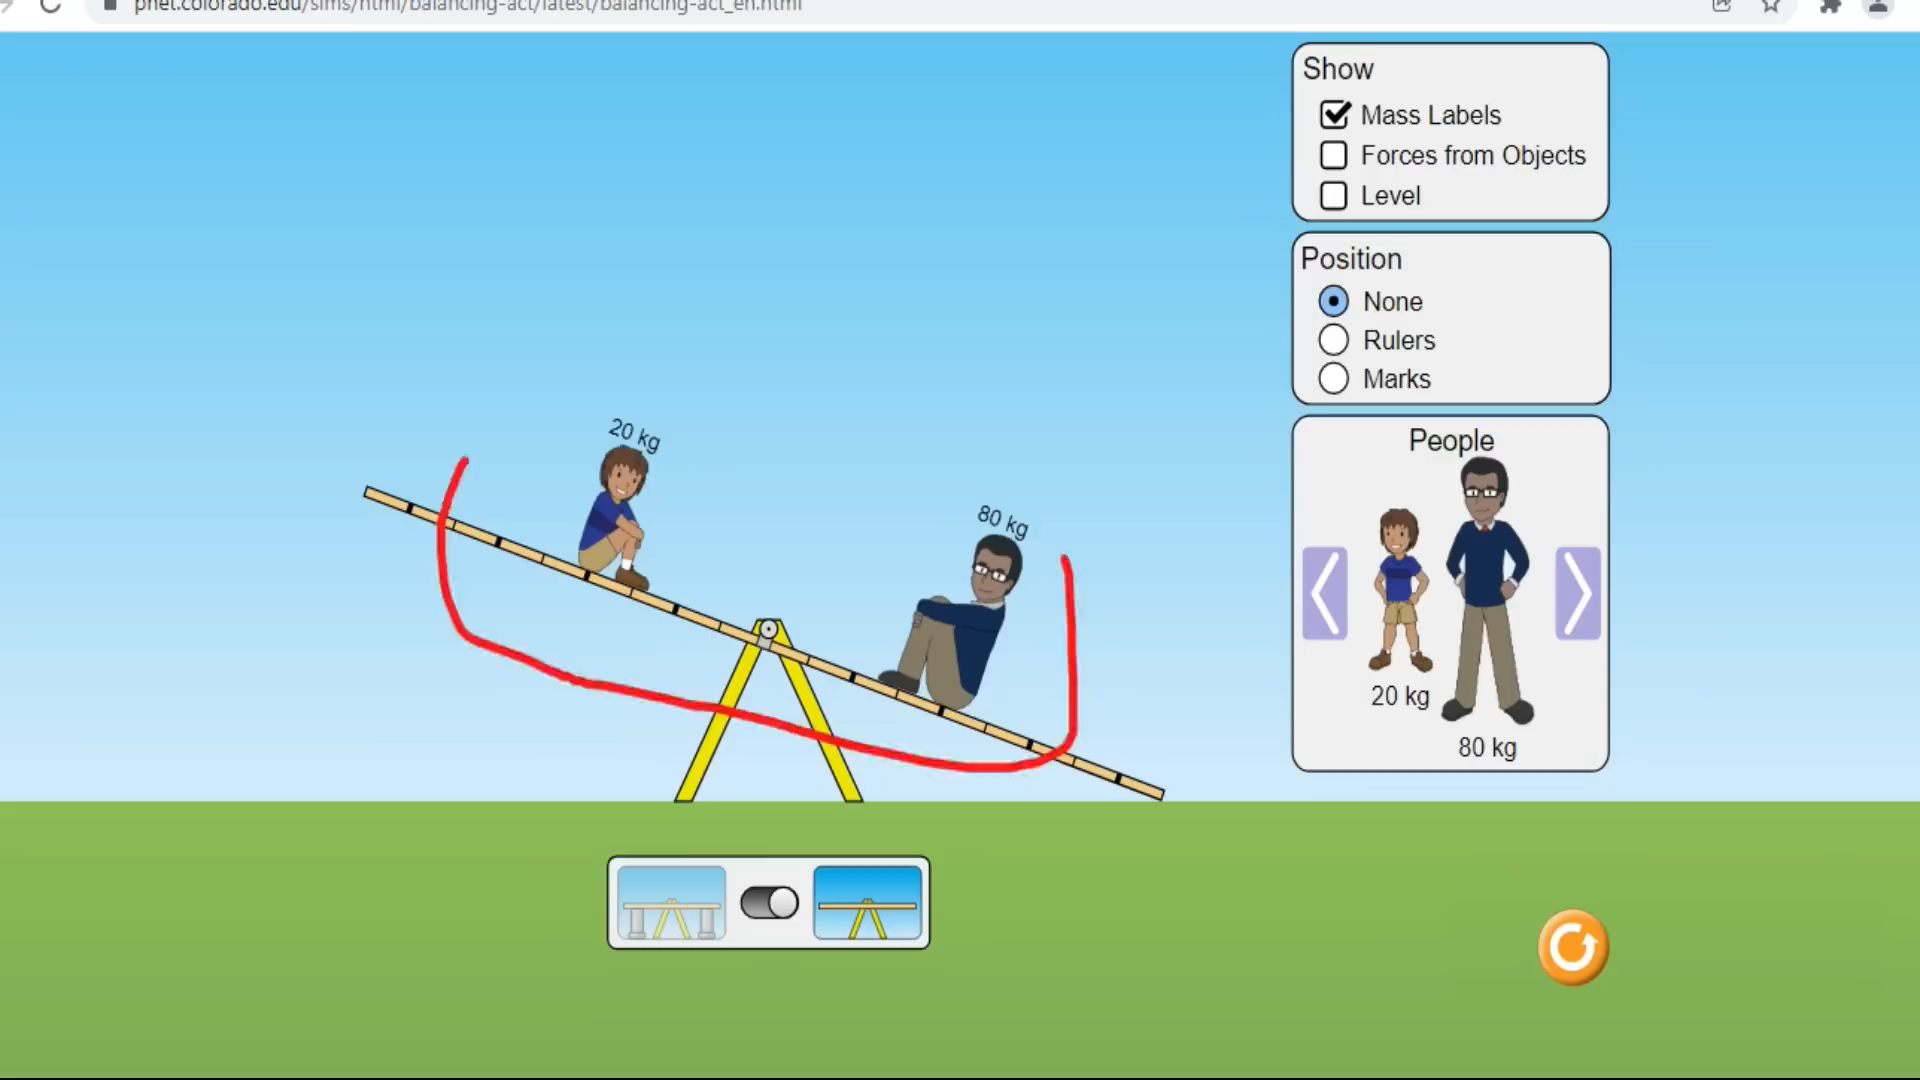 phet.colorado.edu/sims/html/balancing-act/latest/balancing-act_en.html
Show
Mass Labels
Forces from Objects
Level
Position
None
Rulers
Marks
People
20 kg
80 kg
20 kg
80 kg